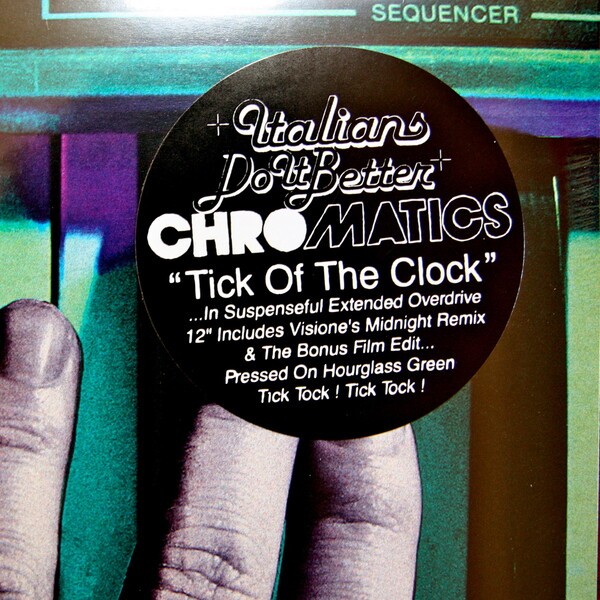 SEQUENCER
Italians
Do It Better
CHROMATICS
“Tick Of The Clock”
...In Suspenseful Extended Overdrive
12" Includes Visione's Midnight Remix
& The Bonus Film Edit...
Pressed On Hourglass Green
Tick Tock ! Tick Tock !